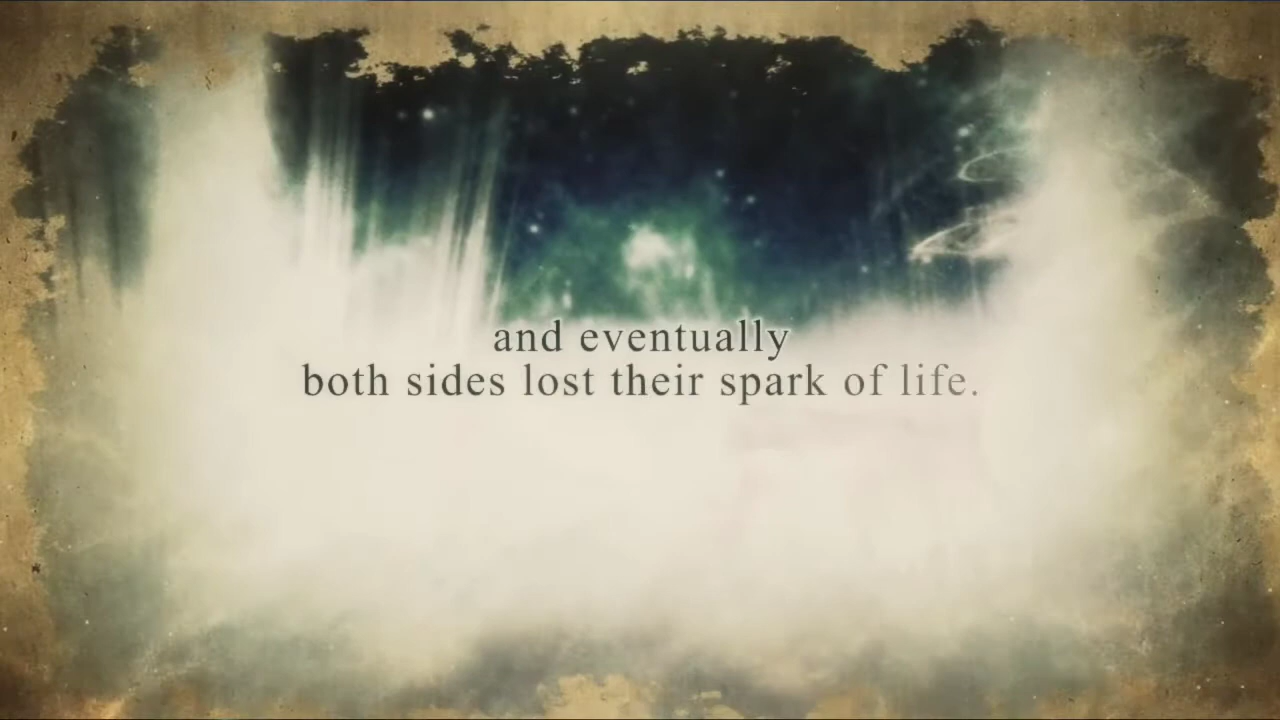 and eventually
both sides lost their spark of life.